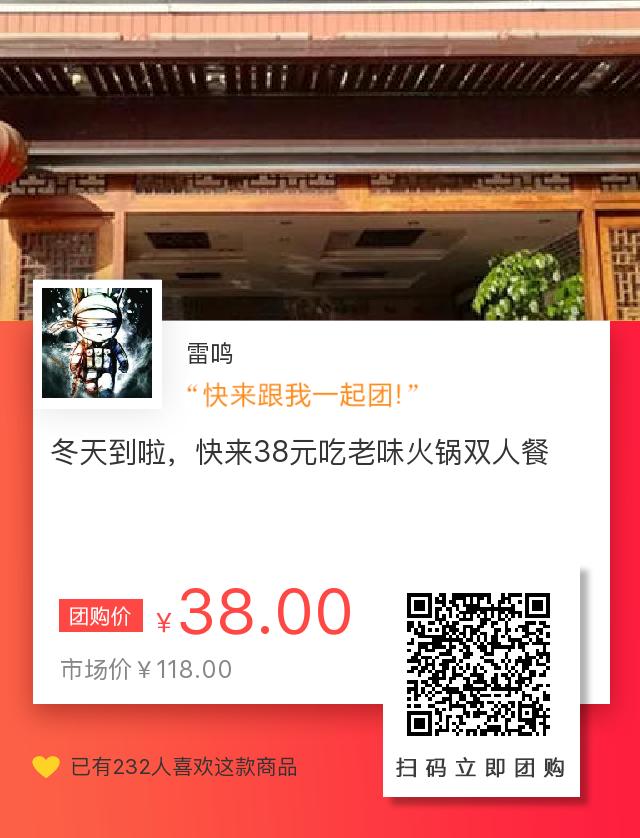 雷鸣
“快来跟我一起团!”
冬天到啦，快来38元吃老味火锅双人餐
团购价 ¥38.00
市场价¥118.00
已有232人喜欢这款商品
扫码立即团购